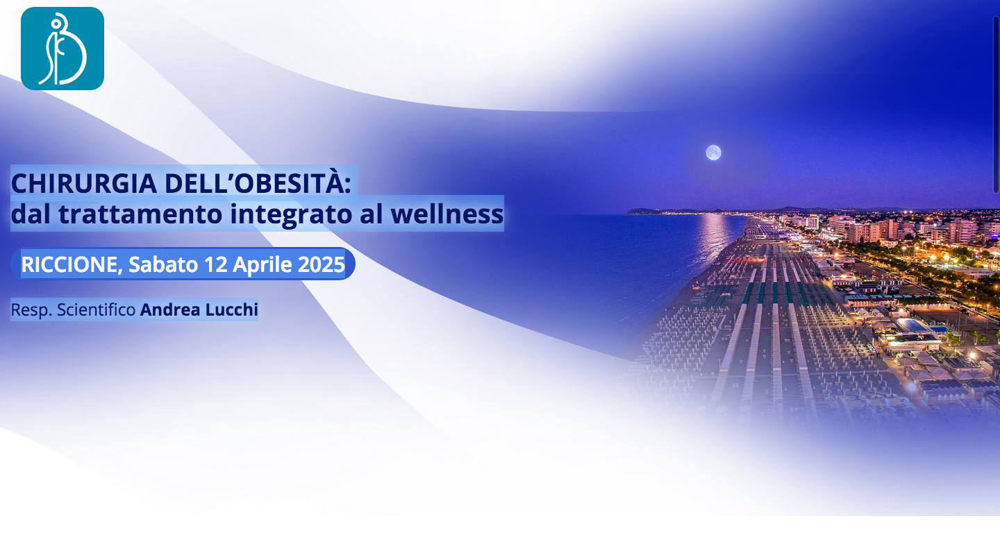 CHIRURGIA DELL’OBESITÀ:
dal trattamento integrato al wellness
RICCIONE, Sabato 12 Aprile 2025
Resp. Scientifico Andrea Lucchi